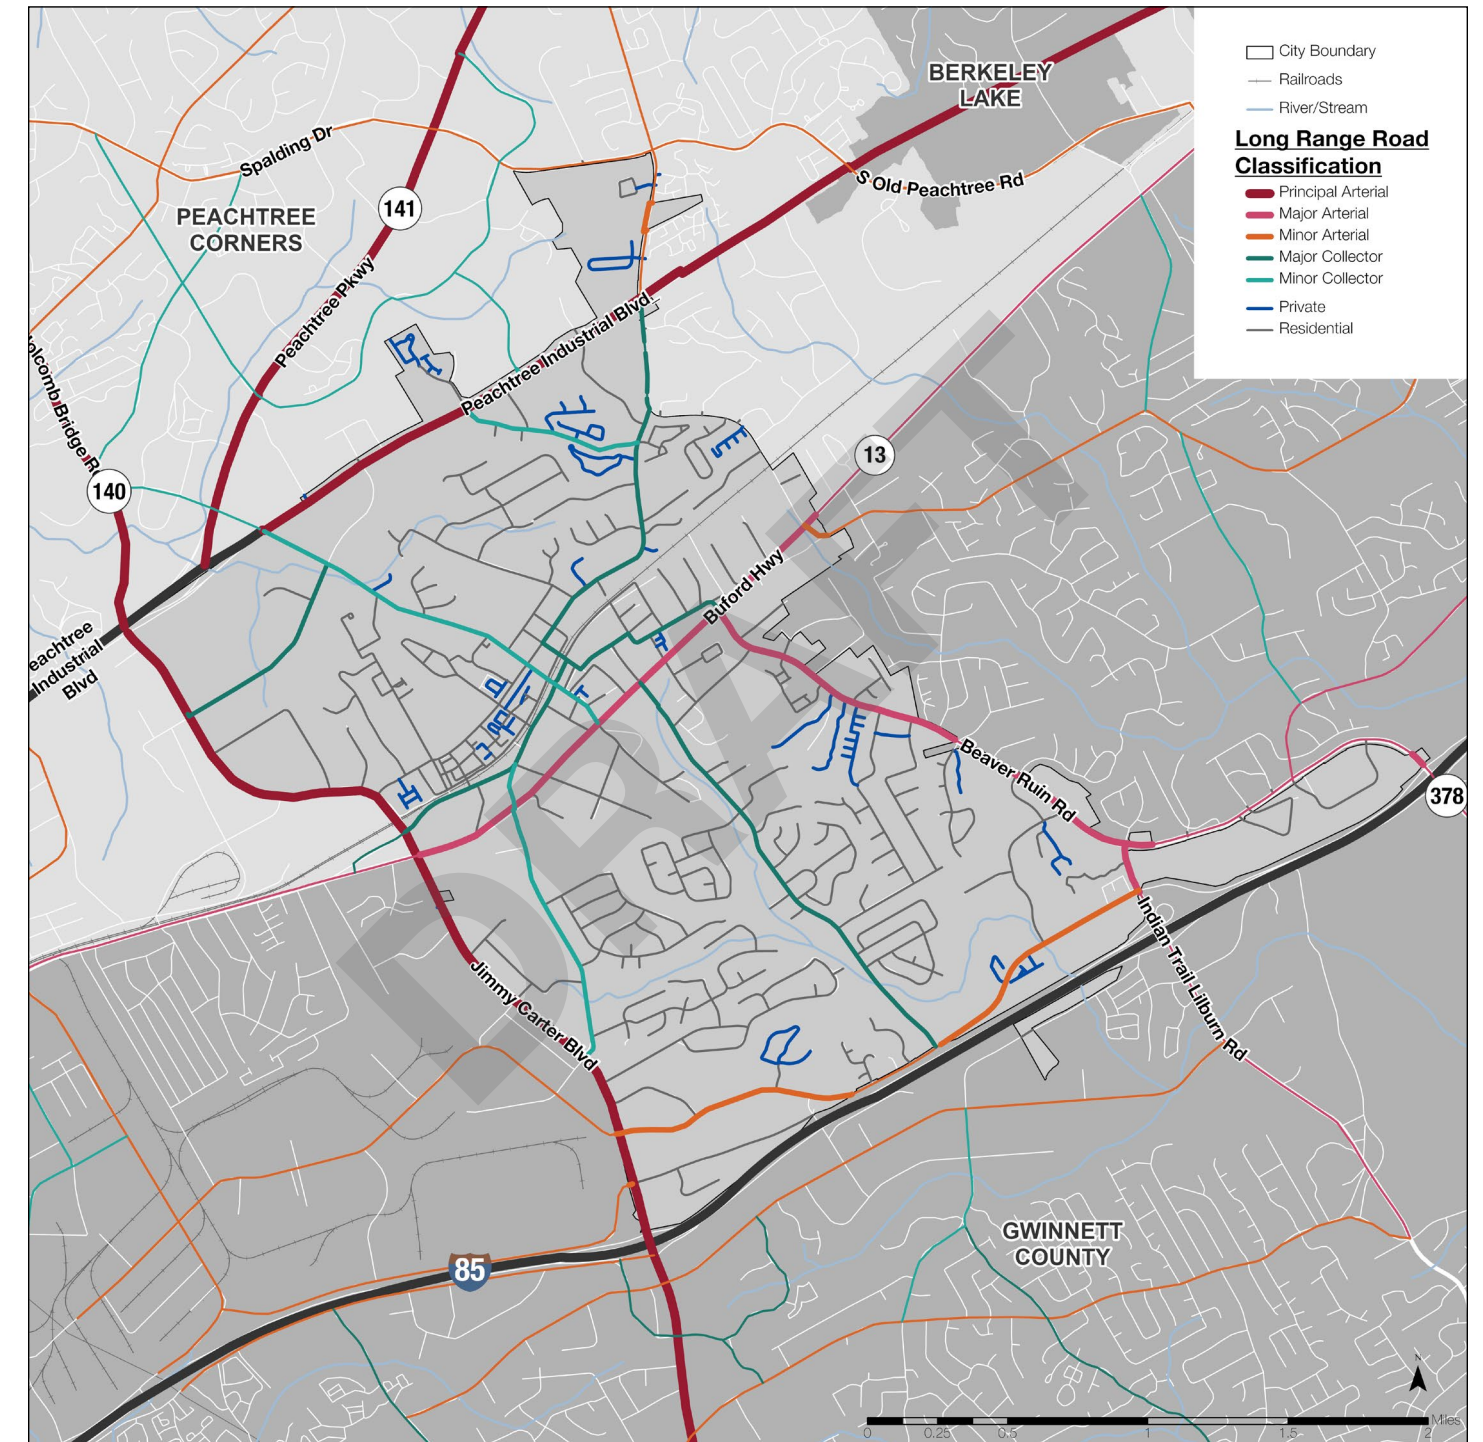 City Boundary
Railroads
River/Stream
Long Range Road
Classification
Principal Arterial
Major Arterial
Minor Arterial
Major Collector
Minor Collector
Private
Residential
BERKELEY
LAKE
Spalding Dr
S Old Peachtree Rd
PEACHTREE
CORNERS
141
Peachtree Pkwy
Peachtree Industrial Blvd
olcomb Bridge Rd
140
13
Buford Hwy
eachtree
Industrial
Blvd
Beaver Ruin Rd
378
DRAFT
Indian Trail Lilburn Rd
Jimmy Carter Blvd
GWINNETT
COUNTY
85
N
Miles
0 0.25 0.5 1 1.5 2